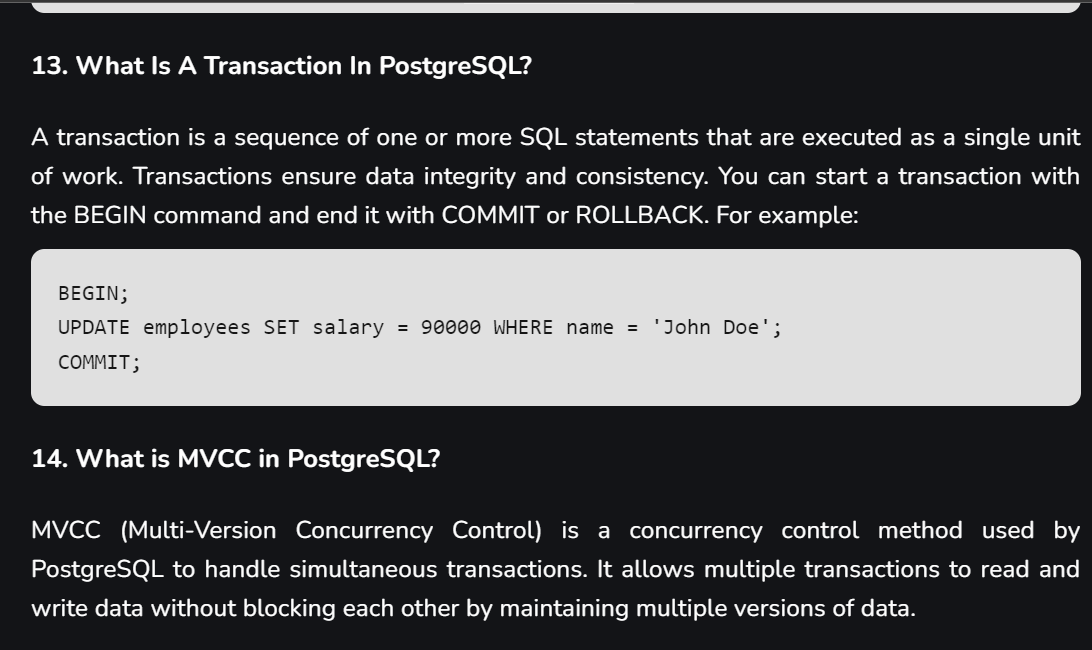 13. What Is A Transaction In PostgreSQL?
A transaction is a sequence of one or more SQL statements that are executed as a single unit
of work. Transactions ensure data integrity and consistency. You can start a transaction with
the BEGIN command and end it with COMMIT or ROLLBACK. For example:
BEGIN;
UPDATE employees SET salary = 90000 WHERE name = 'John Doe';
COMMIT;
14. What is MVCC in PostgreSQL?
MVCC (Multi-Version Concurrency Control) is a concurrency control method used by
PostgreSQL to handle simultaneous transactions. It allows multiple transactions to read and
write data without blocking each other by maintaining multiple versions of data.